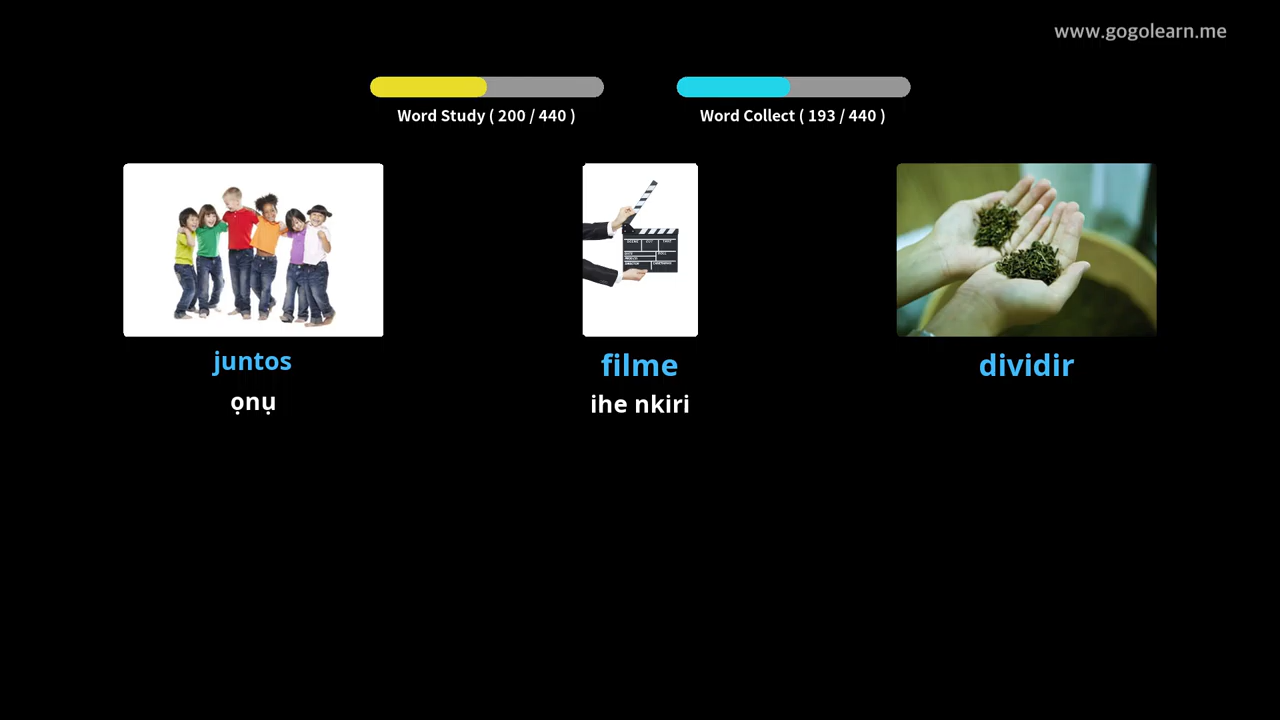 www.gogolearn.me
Word Study ( 200 / 440 )
Word Collect ( 193 / 440 )
juntos
ọnụ
filme
ihe nkiri
dividir